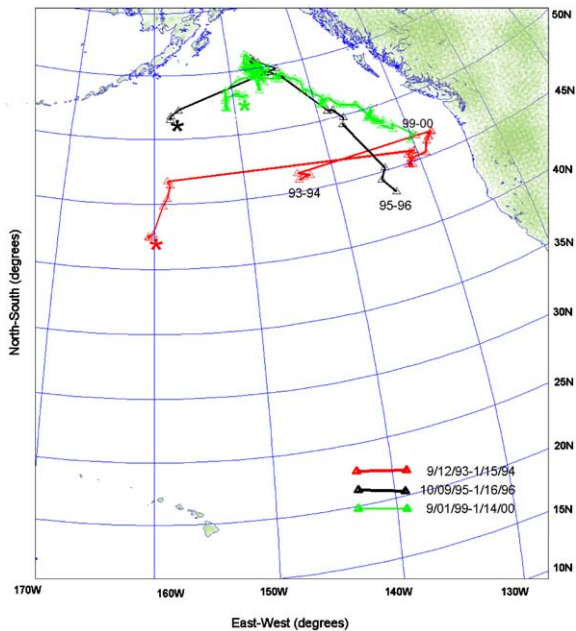 50N
45N
99-00
40N
93-94
95-96
35N
North-South (degrees)
30N
25N
20N
9/12/93-1/15/94
10/09/95-1/16/96
9/01/99-1/14/00
15N
10N
170W
160W
150W
140W
130W
East-West (degrees)